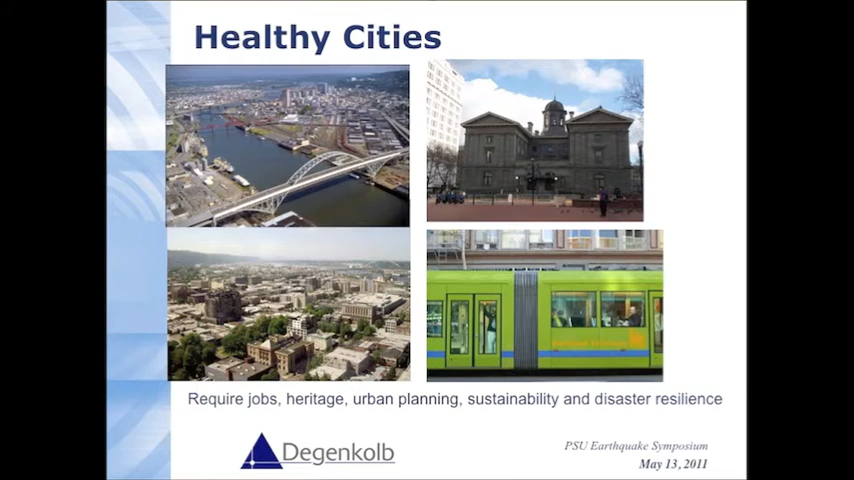 Healthy Cities
Require jobs, heritage, urban planning, sustainability and disaster resilience
Degenkolb
PSU Earthquake Symposium
May 13, 2011